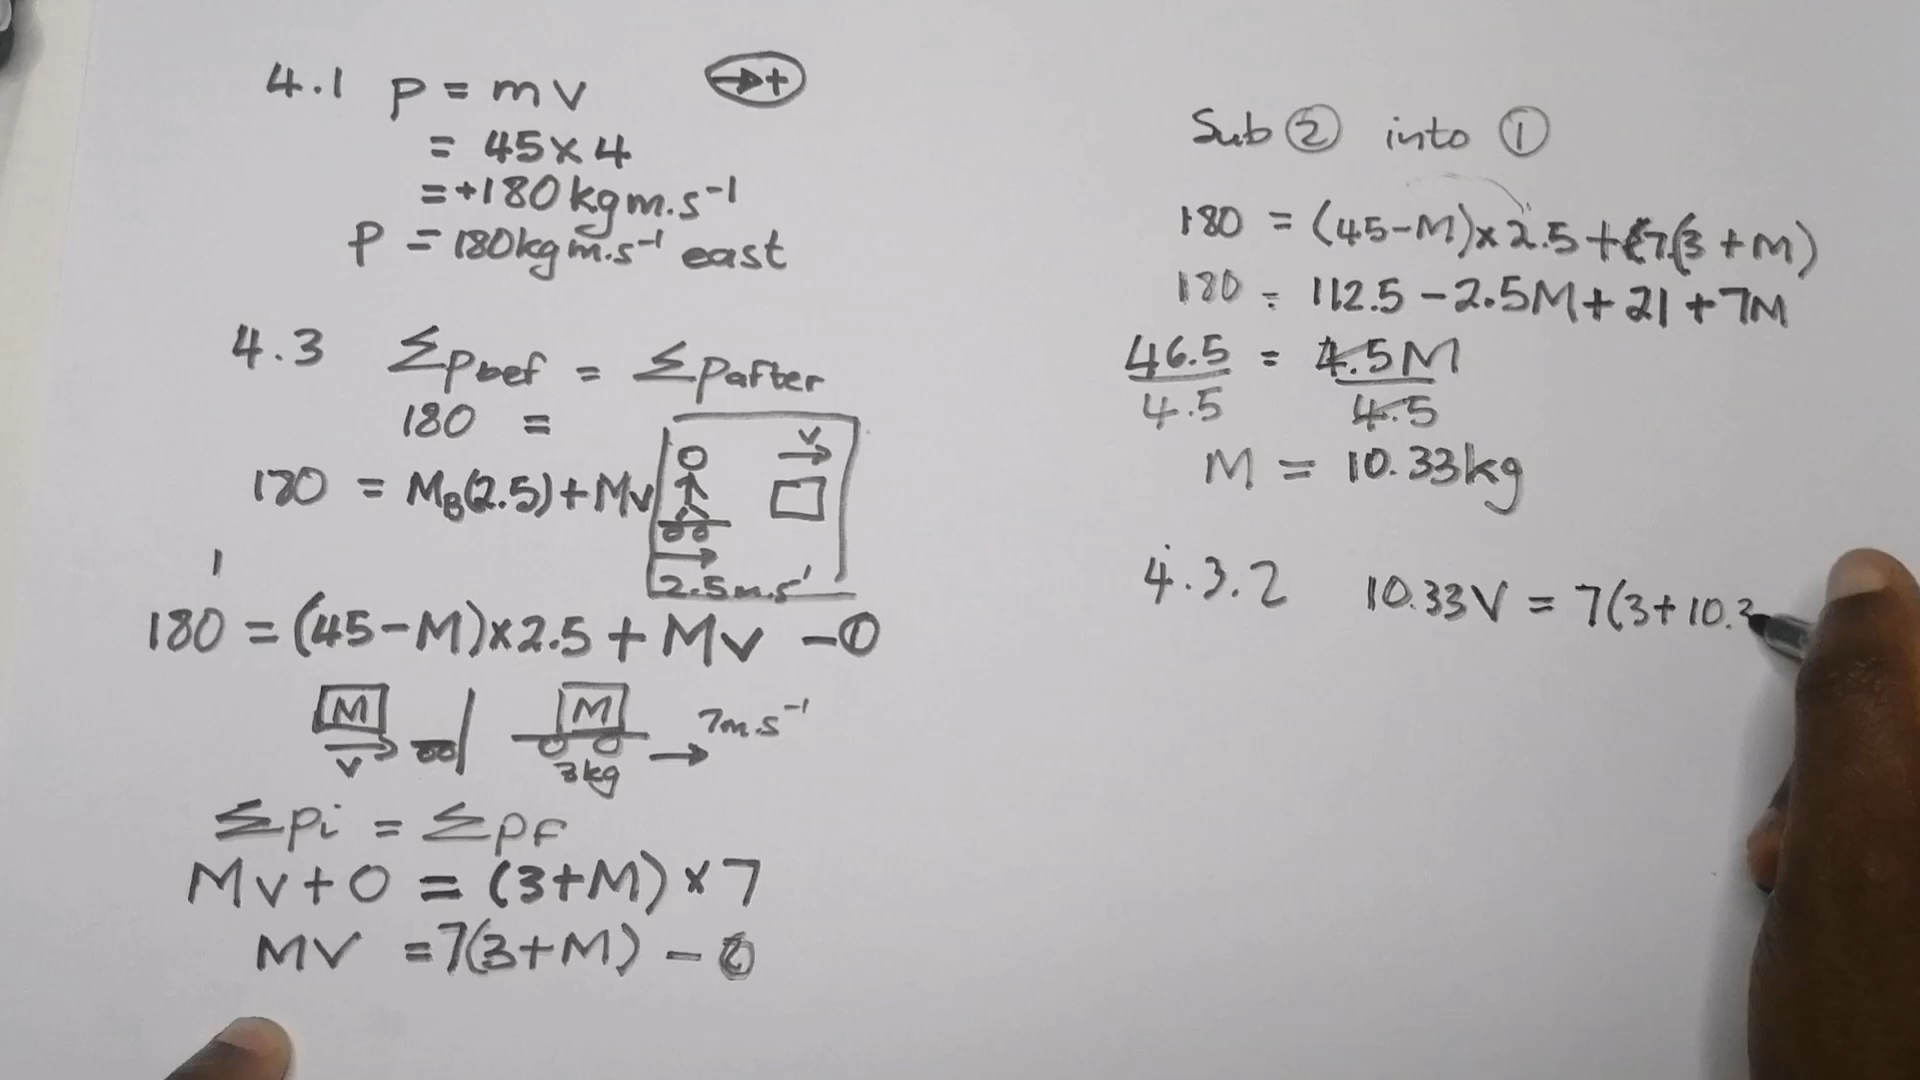 4.1 p = mv →+
= 45×4
=+180kgm.s⁻¹
P = 180kgm.s⁻¹ east
4.3 Σpbef = Σpafter
180 =
180 = MB(2.5)+Mv
v
2.5m.s⁻¹
180 = (45-M)×2.5 + Mv -①
M M 7m.s⁻¹
v 3kg
Σpi = Σpf
Mv+0 = (3+M)×7
MV =7(3+M) - ②
Sub ② into ①
180 = (45-M)×2.5+7(3+M)
180 = 112.5-2.5M+21+7M
46.5 = 4.5M
4.5 4.5
M = 10.33kg
4.3.2 10.33V = 7(3+10.3